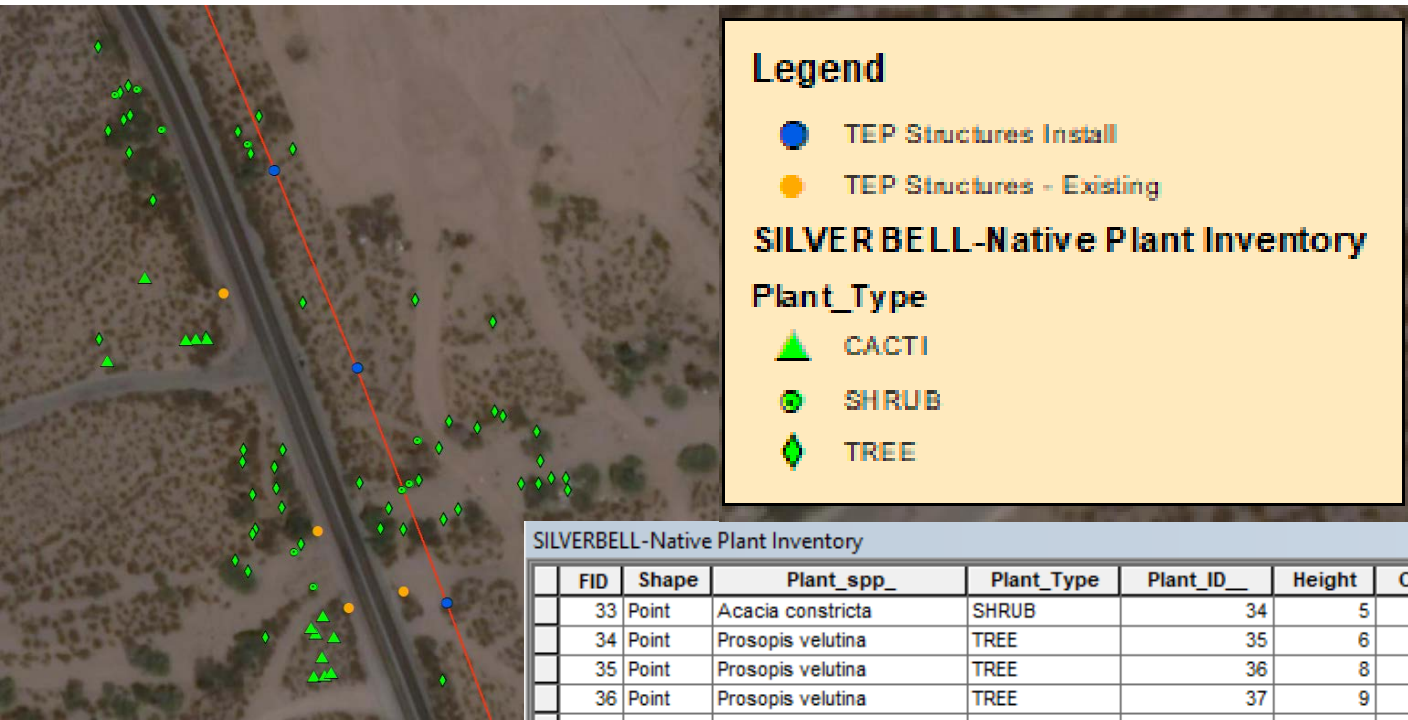 Legend
TEP Structures Install
TEP Structures - Existing
SILVERBELL-Native Plant Inventory
Plant_Type
CACTI
SHRUB
TREE
SILVERBELL-Native Plant Inventory
FID Shape Plant_spp_ Plant_Type Plant_ID__ Height C
33 Point Acacia constricta SHRUB 34 5
34 Point Prosopis velutina TREE 35 6
35 Point Prosopis velutina TREE 36 8
36 Point Prosopis velutina TREE 37 9